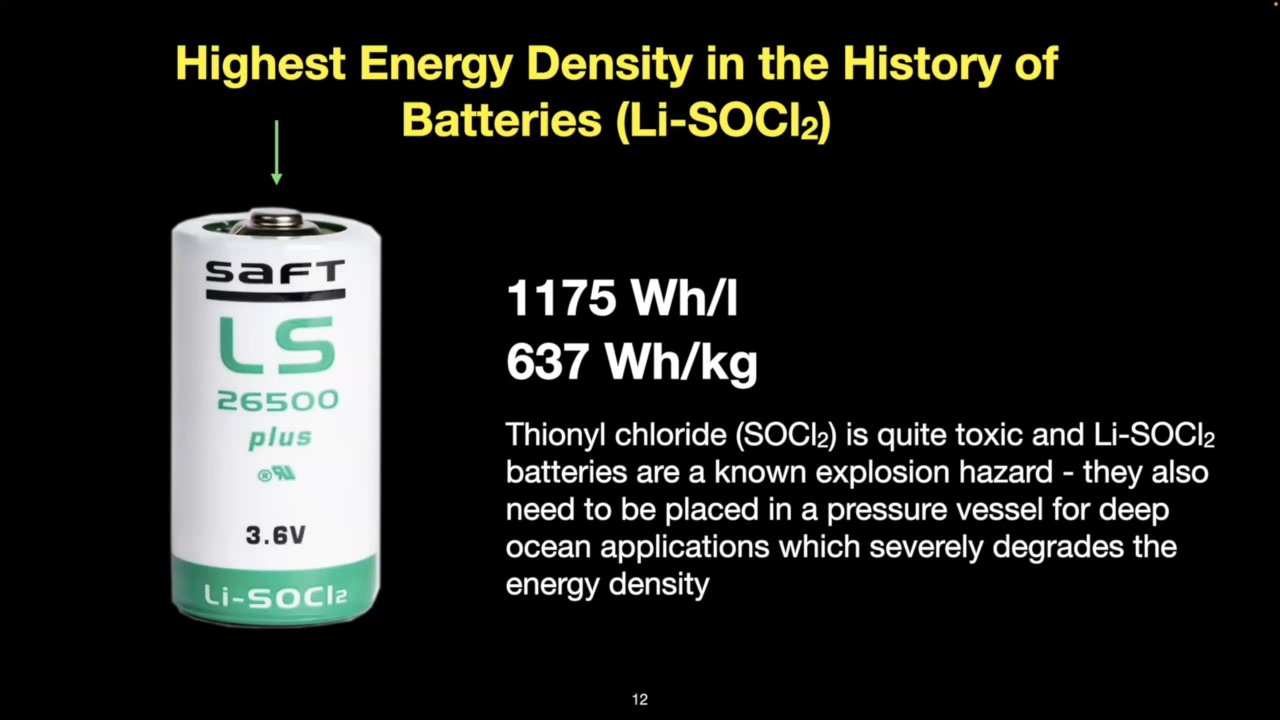 Highest Energy Density in the History of
Batteries (Li-SOCl₂)
saft
LS
26500
plus
3.6V
Li-SOCl₂
1175 Wh/l
637 Wh/kg
Thionyl chloride (SOCl₂) is quite toxic and Li-SOCl₂
batteries are a known explosion hazard - they also
need to be placed in a pressure vessel for deep
ocean applications which severely degrades the
energy density
12